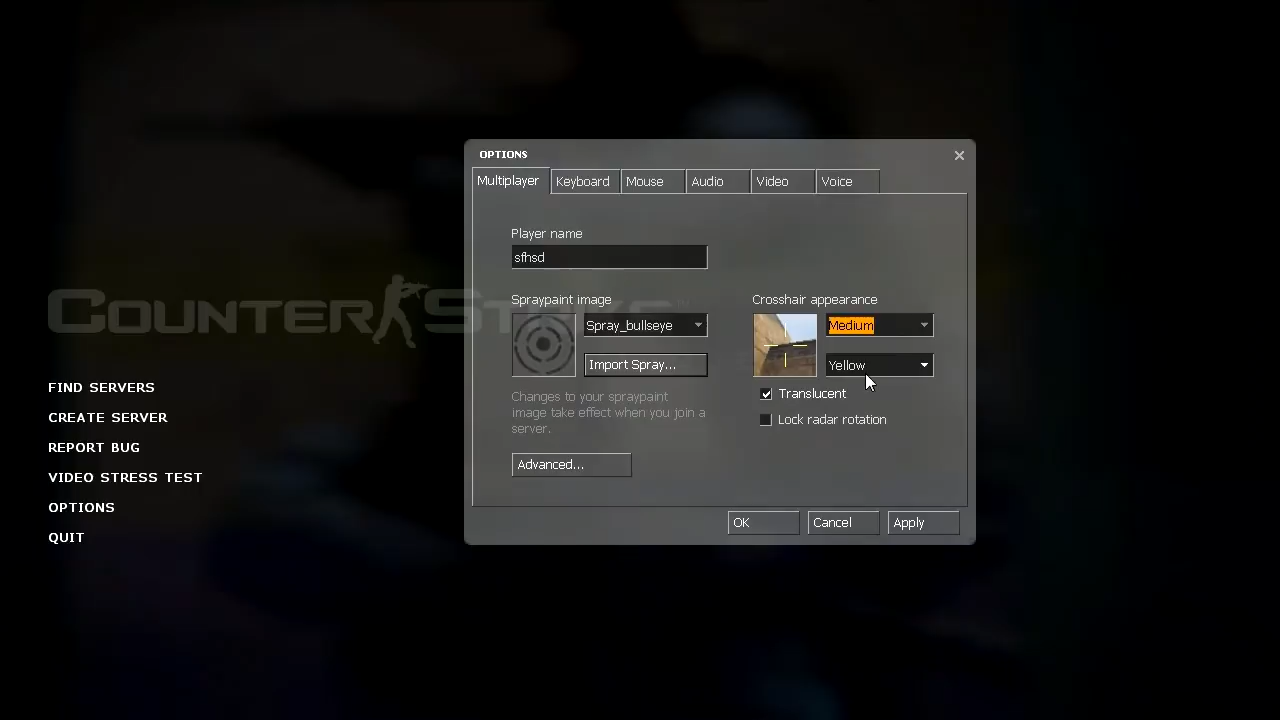 OPTIONS
Multiplayer
Keyboard
Mouse
Audio
Video
Voice
Player name
sfhsd
Spraypaint image
Spray_bullseye
Import Spray...
Changes to your spraypaint
image take effect when you join a
server.
Advanced...
Crosshair appearance
Medium
Yellow
Translucent
Lock radar rotation
OK
Cancel
Apply
FIND SERVERS
CREATE SERVER
REPORT BUG
VIDEO STRESS TEST
OPTIONS
QUIT